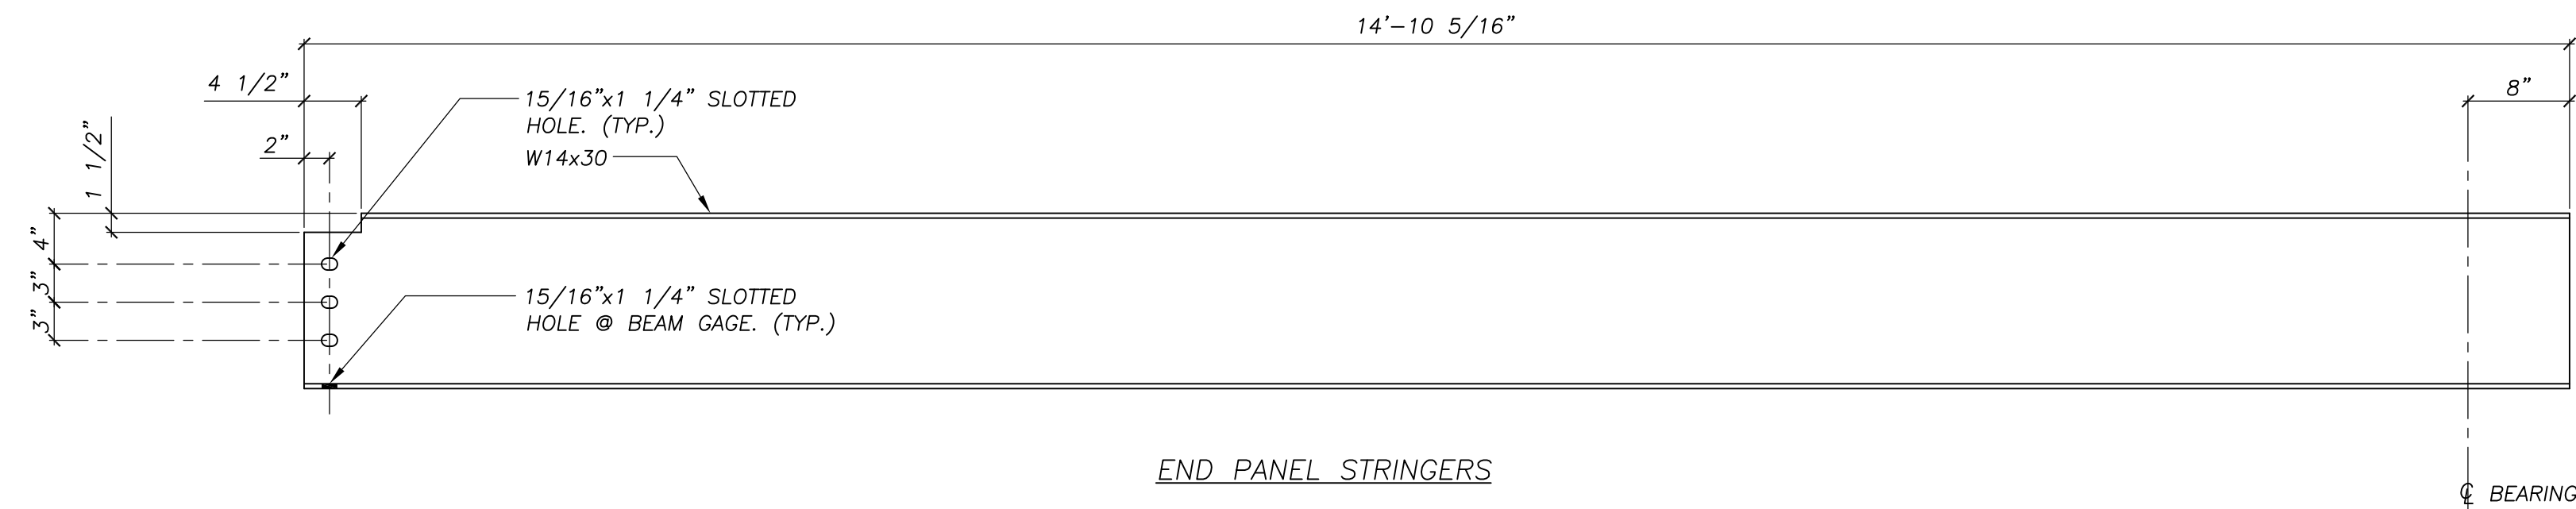 14'-10 5/16"
4 1/2"
8"
15/16"x1 1/4" SLOTTED
HOLE. (TYP.)
2"
1 1/2"
W14x30
4"
3"
3"
15/16"x1 1/4" SLOTTED
HOLE @ BEAM GAGE. (TYP.)
END PANEL STRINGERS
℄ BEARING